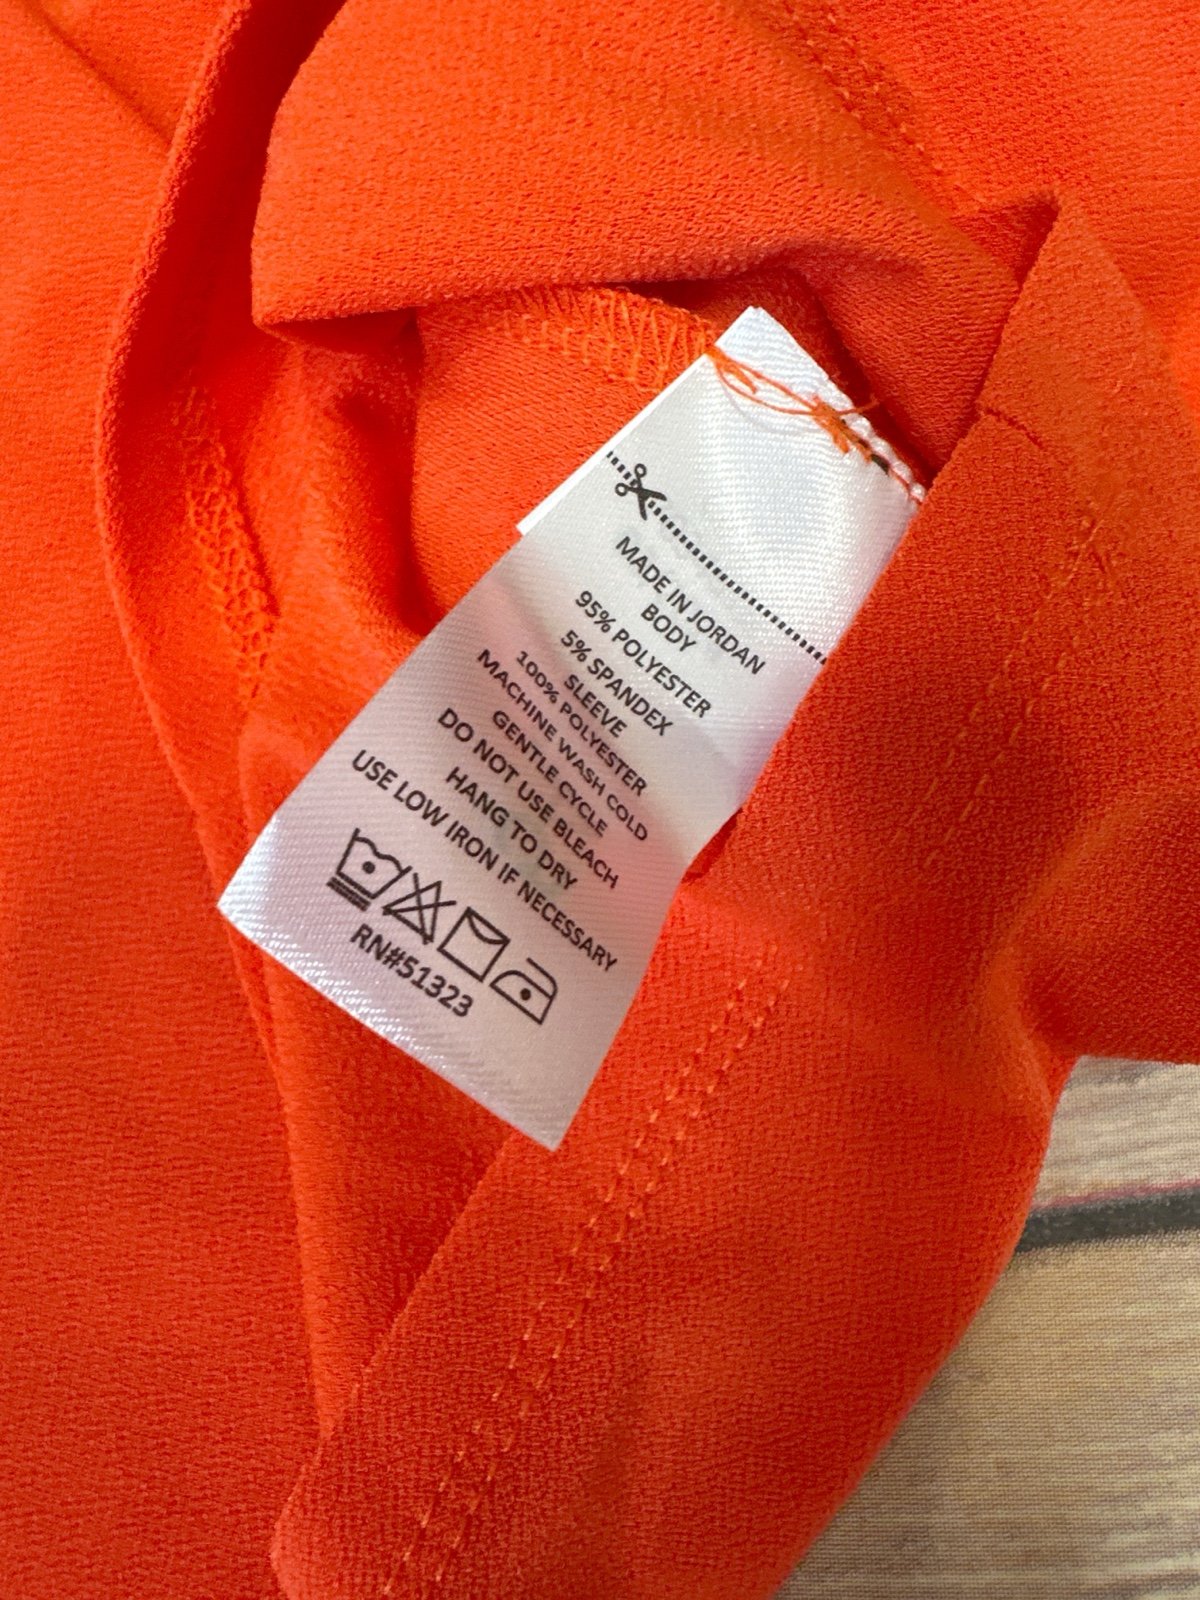 MADE IN JORDAN
BODY
95% POLYESTER
5% SPANDEX
SLEEVE
100% POLYESTER
MACHINE WASH COLD
GENTLE CYCLE
DO NOT USE BLEACH
HANG TO DRY
USE LOW IRON IF NECESSARY
RN#51323